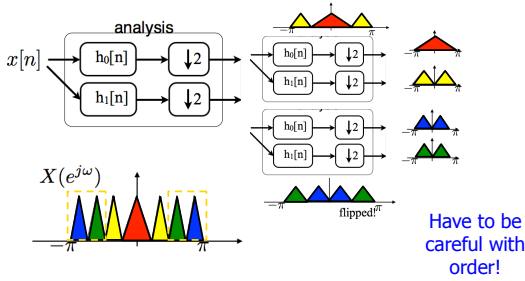 analysis
x[n]
h₀[n]
↓2
h₁[n]
↓2
X(e^{jω})
−π
π
−π
π
h₀[n]
↓2
h₁[n]
↓2
h₀[n]
↓2
h₁[n]
↓2
−π
flipped!
π
−π
π
−π
π
−π
π
−π
π
Have to be
careful with
order!